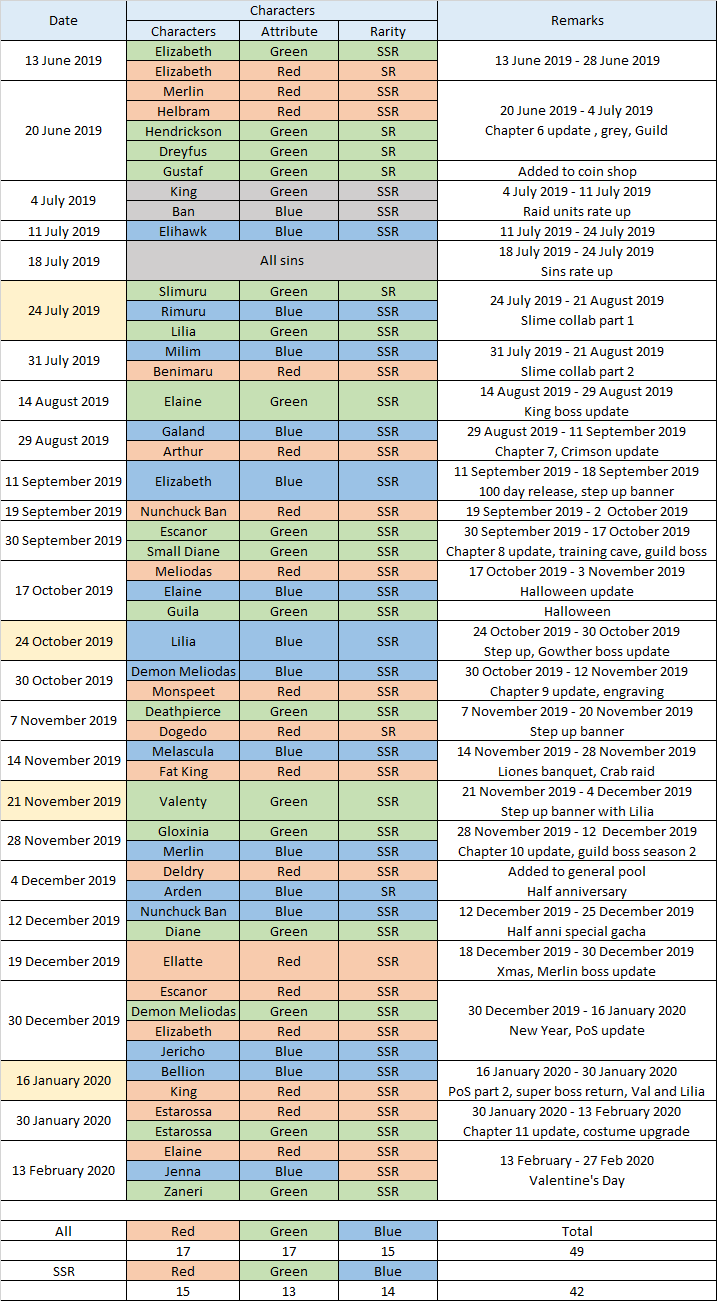 Date Characters Remarks
Characters Attribute Rarity
13 June 2019 Elizabeth Green SSR 13 June 2019 - 28 June 2019
Elizabeth Red SR
20 June 2019 Merlin Red SSR 20 June 2019 - 4 July 2019
Helbram Red SSR Chapter 6 update , grey, Guild
Hendrickson Green SR
Dreyfus Green SR
Gustaf Green SR Added to coin shop
4 July 2019 King Green SSR 4 July 2019 - 11 July 2019
Ban Blue SSR Raid units rate up
11 July 2019 Elihawk Blue SSR 11 July 2019 - 24 July 2019
18 July 2019 All sins 18 July 2019 - 24 July 2019
Sins rate up
24 July 2019 Slimuru Green SR 24 July 2019 - 21 August 2019
Rimuru Blue SSR Slime collab part 1
Lilia Green SSR
31 July 2019 Milim Blue SSR 31 July 2019 - 21 August 2019
Benimaru Red SSR Slime collab part 2
14 August 2019 Elaine Green SSR 14 August 2019 - 29 August 2019
King boss update
29 August 2019 Galand Blue SSR 29 August 2019 - 11 September 2019
Arthur Red SSR Chapter 7, Crimson update
11 September 2019 Elizabeth Blue SSR 11 September 2019 - 18 September 2019
100 day release, step up banner
19 September 2019 Nunchuck Ban Red SSR 19 September 2019 - 2 October 2019
30 September 2019 Escanor Green SSR 30 September 2019 - 17 October 2019
Small Diane Green SSR Chapter 8 update, training cave, guild boss
17 October 2019 Meliodas Red SSR 17 October 2019 - 3 November 2019
Elaine Blue SSR Halloween update
Guila Green SSR Halloween
24 October 2019 Lilia Blue SSR 24 October 2019 - 30 October 2019
Step up, Gowther boss update
30 October 2019 Demon Meliodas Blue SSR 30 October 2019 - 12 November 2019
Monspeet Red SSR Chapter 9 update, engraving
7 November 2019 Deathpierce Green SSR 7 November 2019 - 20 November 2019
Dogedo Red SR Step up banner
14 November 2019 Melascula Blue SSR 14 November 2019 - 28 November 2019
Fat King Red SSR Liones banquet, Crab raid
21 November 2019 Valenty Green SSR 21 November 2019 - 4 December 2019
Step up banner with Lilia
28 November 2019 Gloxinia Green SSR 28 November 2019 - 12 December 2019
Merlin Blue SSR Chapter 10 update, guild boss season 2
4 December 2019 Deldry Red SSR Added to general pool
Arden Blue SR Half anniversary
12 December 2019 Nunchuck Ban Blue SSR 12 December 2019 - 25 December 2019
Diane Green SSR Half anni special gacha
19 December 2019 Ellatte Red SSR 18 December 2019 - 30 December 2019
Xmas, Merlin boss update
30 December 2019 Escanor Red SSR 30 December 2019 - 16 January 2020
Demon Meliodas Green SSR New Year, PoS update
Elizabeth Red SSR
Jericho Blue SSR
16 January 2020 Bellion Blue SSR 16 January 2020 - 30 January 2020
King Red SSR PoS part 2, super boss return, Val and Lilia
30 January 2020 Estarossa Red SSR 30 January 2020 - 13 February 2020
Estarossa Green SSR Chapter 11 update, costume upgrade
13 February 2020 Elaine Red SSR 13 February - 27 Feb 2020
Jenna Blue SSR Valentine's Day
Zaneri Green SSR
All Red Green Blue Total
17 17 15 49
SSR Red Green Blue
15 13 14 42